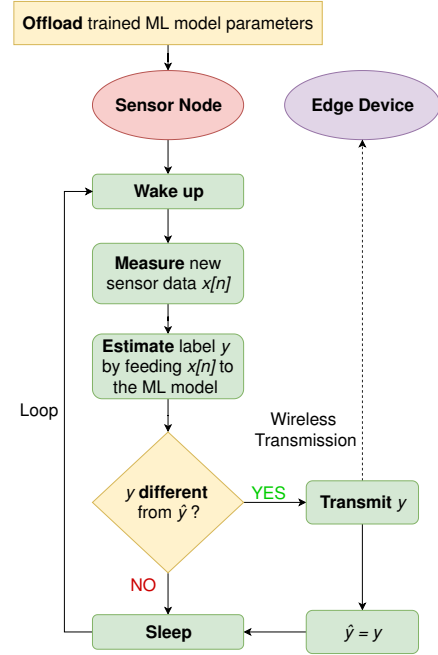 Offload trained ML model parameters
Sensor Node
Edge Device
Wake up
Measure new
sensor data x[n]
Estimate label y
by feeding x[n] to
the ML model
Loop
Wireless
Transmission
y different
from ŷ ?
YES
Transmit y
NO
Sleep
ŷ = y